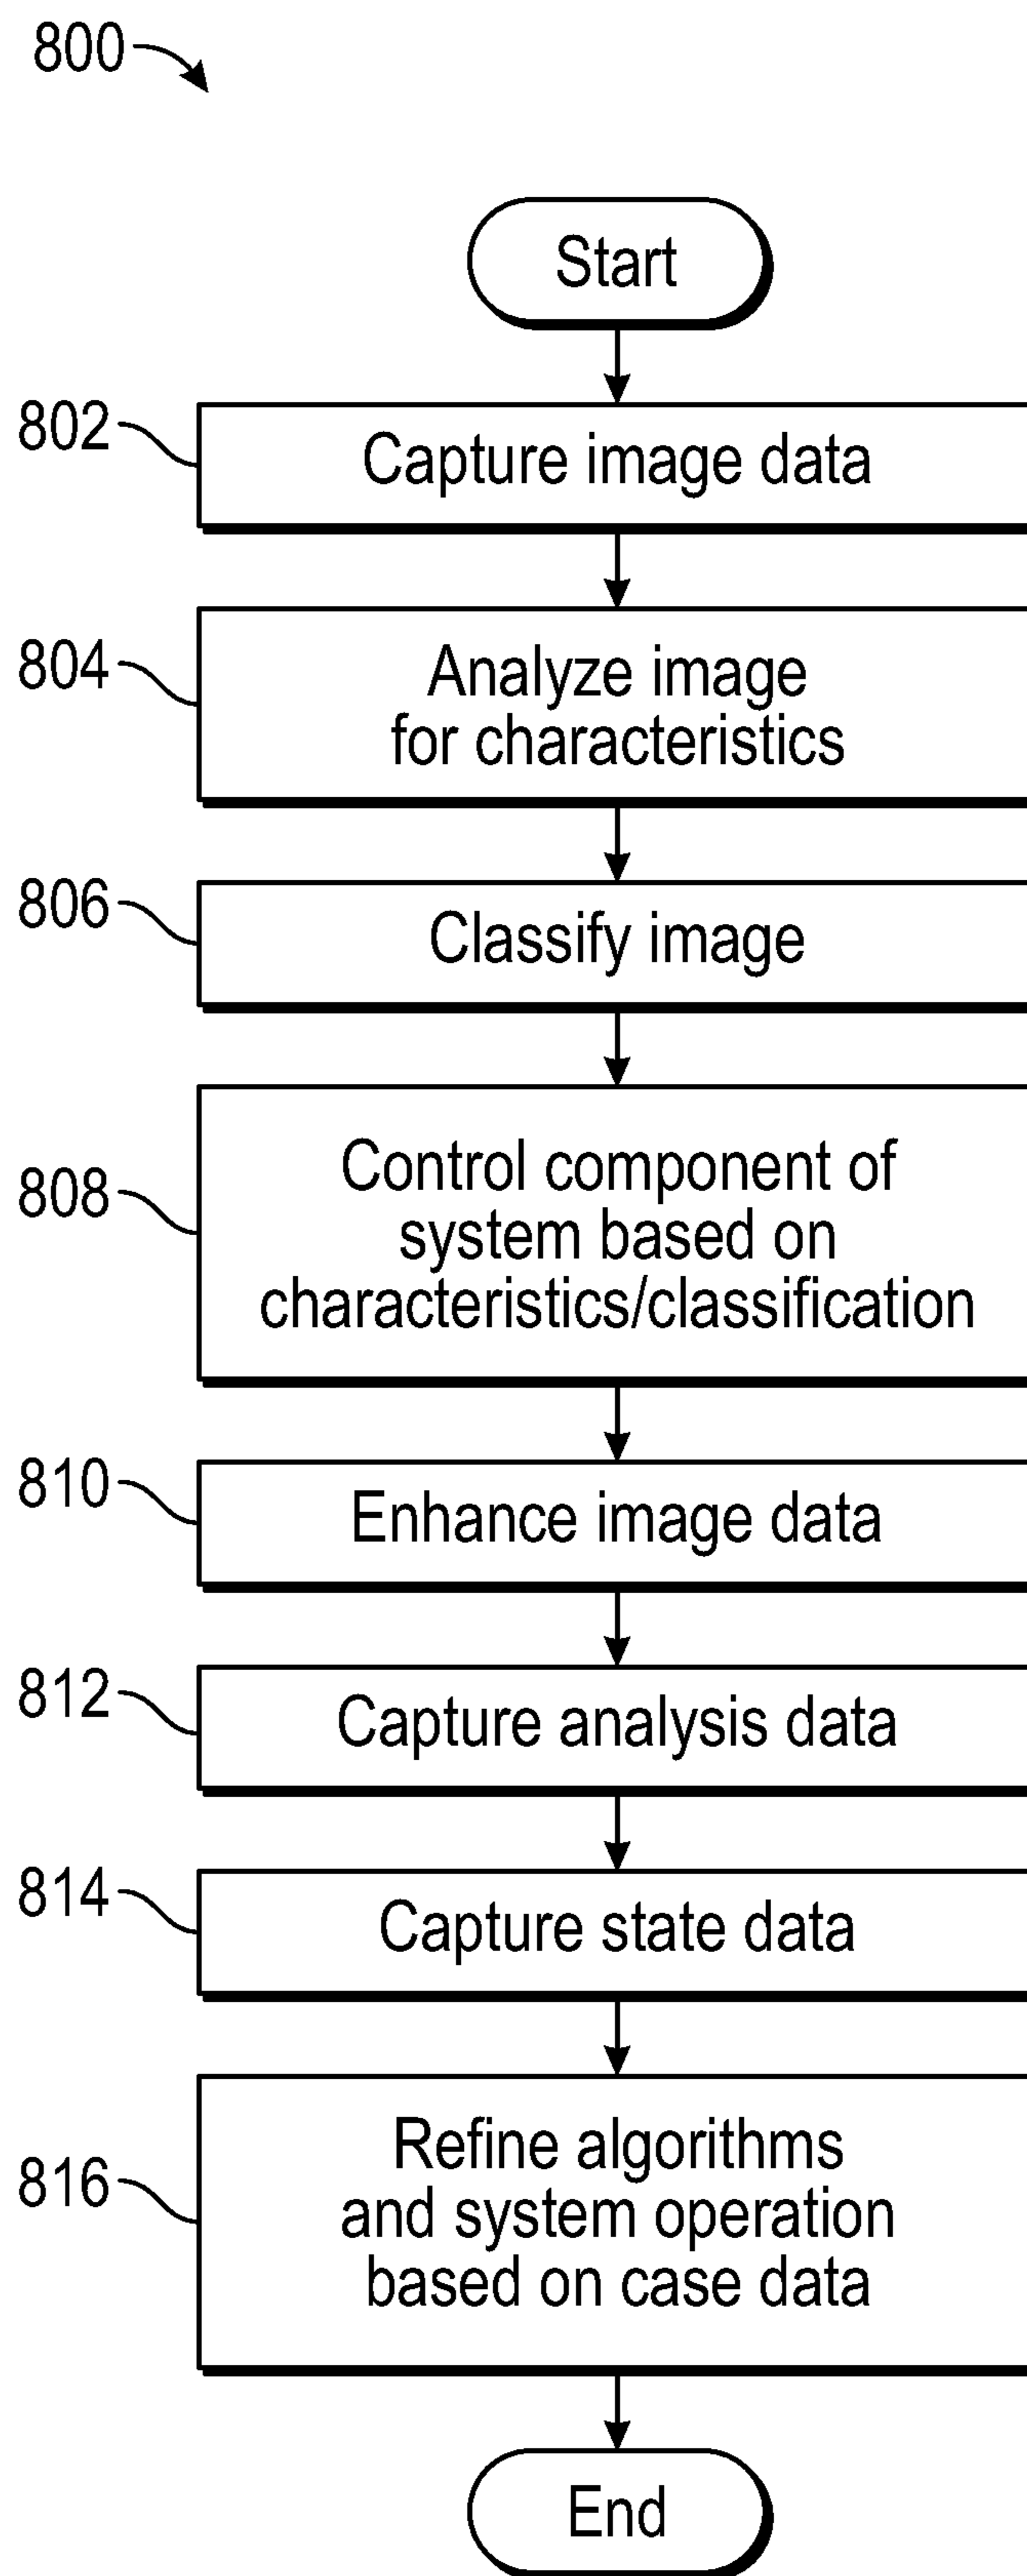 800
Start
802
Capture image data
804
Analyze image
for characteristics
806
Classify image
808
Control component of
system based on
characteristics/classification
810
Enhance image data
812
Capture analysis data
814
Capture state data
816
Refine algorithms
and system operation
based on case data
End